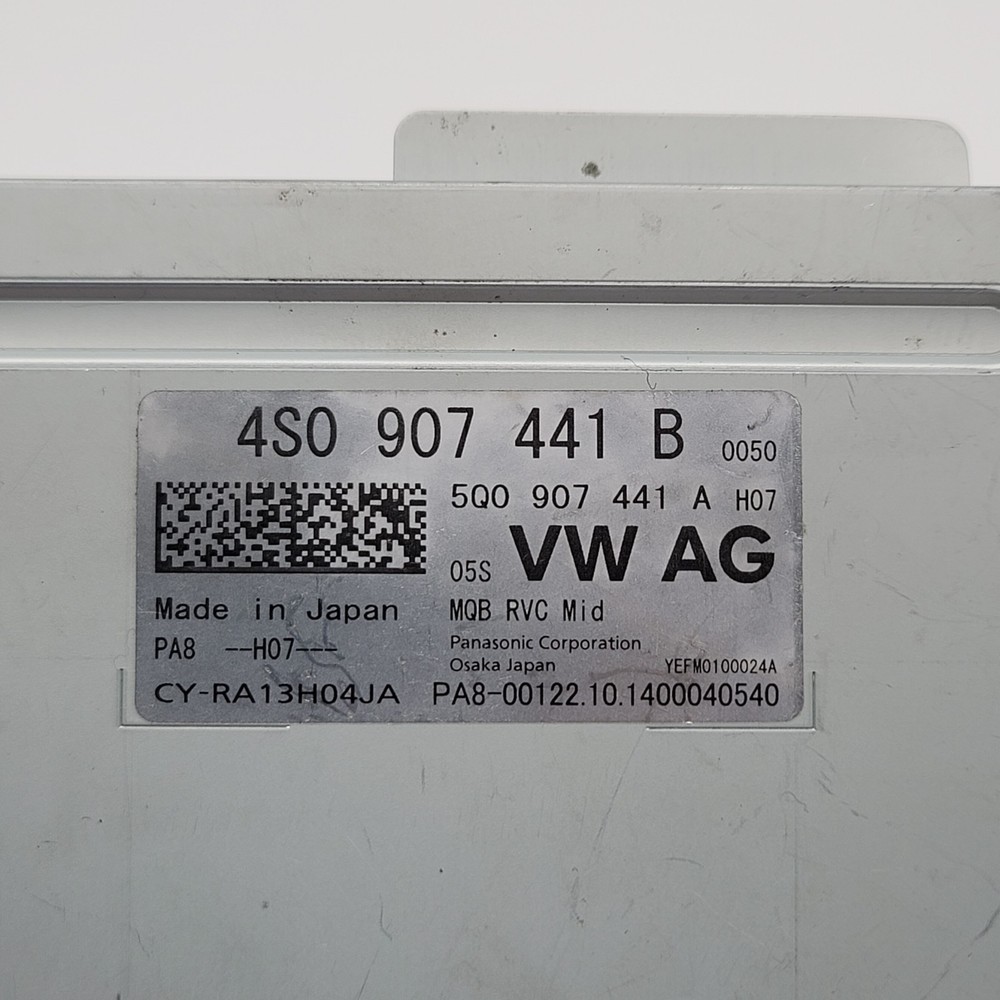 4S0 907 441 B 0050
5Q0 907 441 A H07
05S VW AG
Made in Japan MQB RVC Mid
PA8 --H07---
Panasonic Corporation
Osaka Japan YEFM0100024A
CY-RA13H04JA PA8-00122.10.1400040540